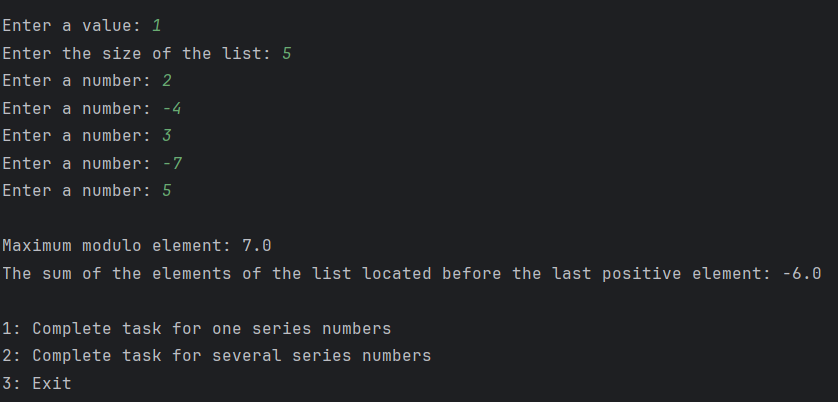 Enter a value: 1
Enter the size of the list: 5
Enter a number: 2
Enter a number: -4
Enter a number: 3
Enter a number: -7
Enter a number: 5
Maximum modulo element: 7.0
The sum of the elements of the list located before the last positive element: -6.0
1: Complete task for one series numbers
2: Complete task for several series numbers
3: Exit